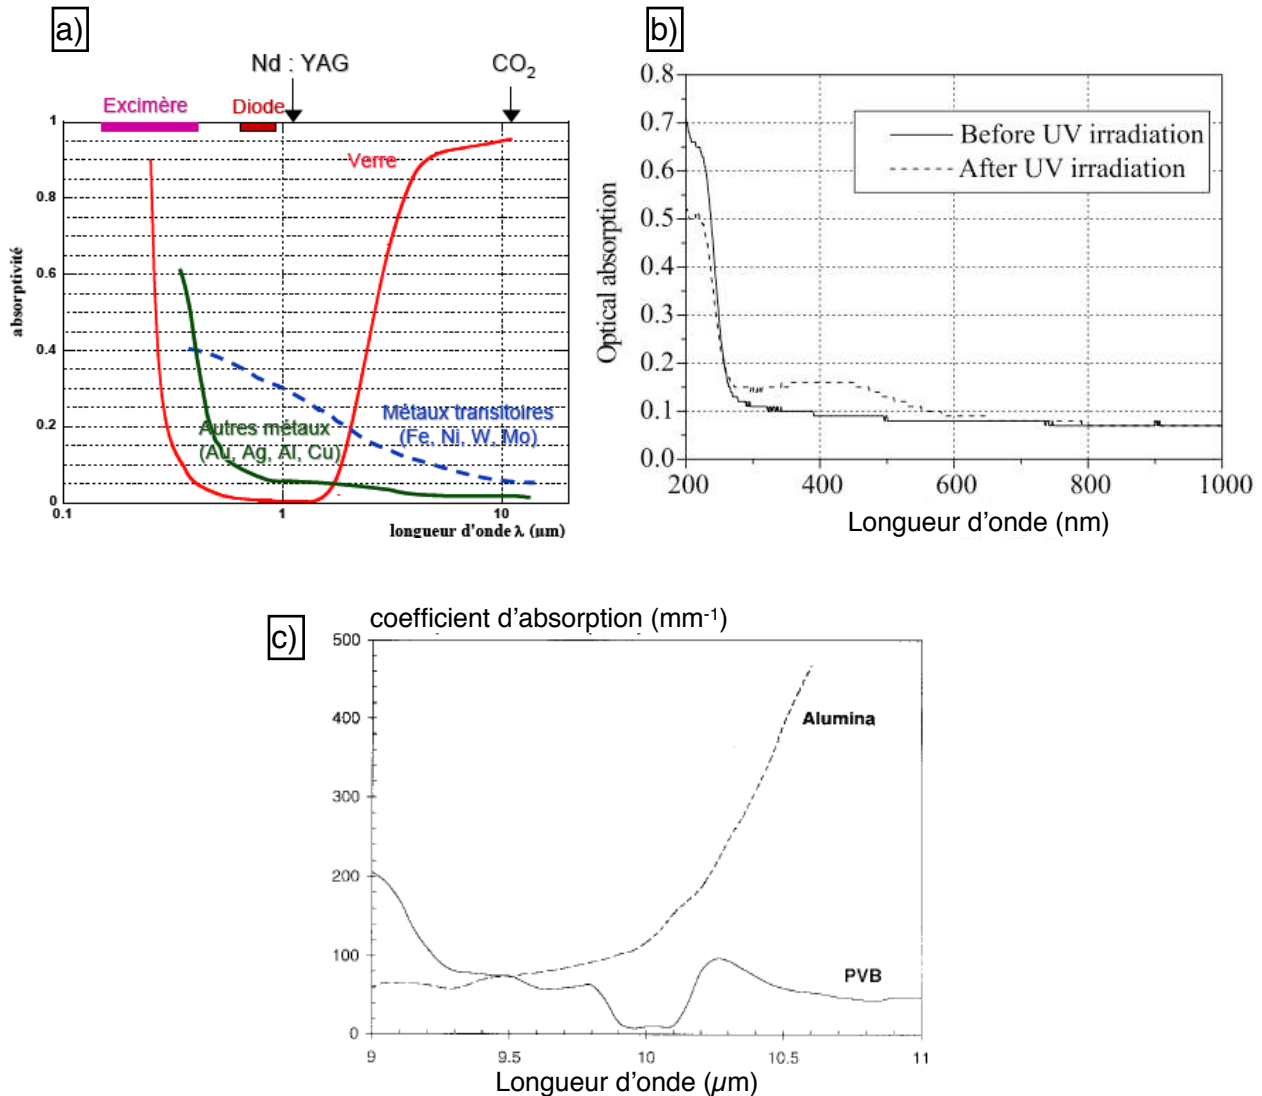 a)
Nd : YAG
CO2
Excimère
Diode
1
Verre
0.8
absorptivité
0.6
0.4
Métaux transitoires
(Fe, Ni, W, Mo)
0.2
Autres métaux
(Au, Ag, Al, Cu)
0
0.1
1
10
longueur d'onde λ (µm)
b)
0.8
0.7
Before UV irradiation
After UV irradiation
0.6
Optical absorption
0.5
0.4
0.3
0.2
0.1
0.0
200
400
600
800
1000
Longueur d'onde (nm)
c)
coefficient d'absorption (mm-1)
500
Alumina
400
300
200
100
PVB
0
9
9.5
10
10.5
11
Longueur d'onde (µm)